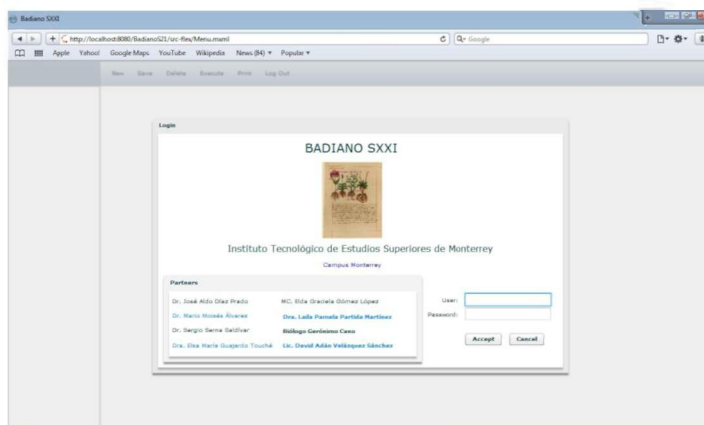 Badiano SXXI
http://localhost:8080/BadianoS21/src-flex/Menu.mxml
Google
Apple Yahoo! Google Maps YouTube Wikipedia News (84) ▾ Popular ▾
New Save Delete Execute Print Log Out
Login
BADIANO SXXI
Instituto Tecnológico de Estudios Superiores de Monterrey
Campus Monterrey
Partners
Dr. José Aldo Díaz Prado MC. Elda Graciela Gómez López
Dr. Mario Moisés Álvarez Dra. Laila Pamela Partida Martínez
Dr. Sergio Serna Saldívar Biólogo Gerónimo Cano
Dra. Elsa María Guajardo Touché Lic. David Adán Velázquez Sánchez
User:
Password:
Accept Cancel